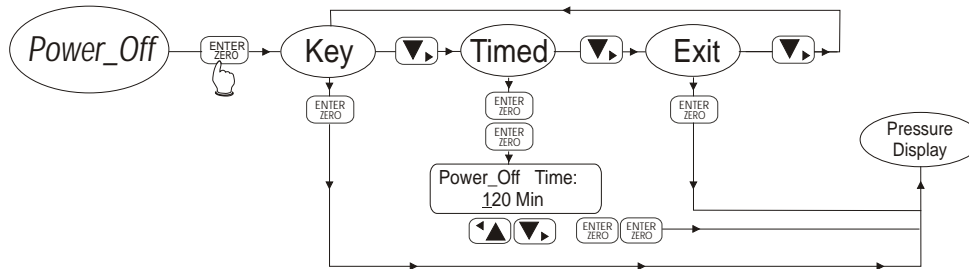 Power_Off
ENTER
ZERO
Key
Timed
Exit
ENTER
ZERO
ENTER
ZERO
ENTER
ZERO
ENTER
ZERO
Pressure
Display
Power_Off Time:
120 Min
ENTER
ZERO
ENTER
ZERO